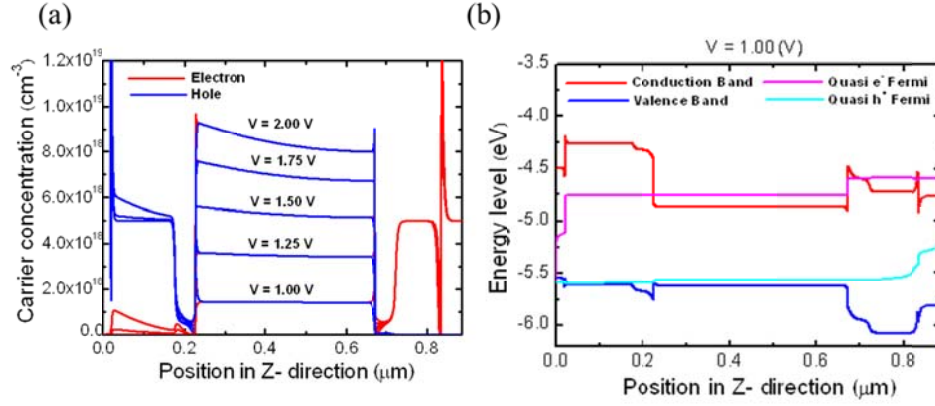 (a)
Carrier concentration (cm-3)
1.2x10¹⁹
1.0x10¹⁹
8.0x10¹⁸
6.0x10¹⁸
4.0x10¹⁸
2.0x10¹⁸
0.0
Electron
Hole
V = 2.00 V
V = 1.75 V
V = 1.50 V
V = 1.25 V
V = 1.00 V
0.0 0.2 0.4 0.6 0.8
Position in Z- direction (μm)
(b)
V = 1.00 (V)
Energy level (eV)
-3.5
-4.0
-4.5
-5.0
-5.5
-6.0
Conduction Band
Valence Band
Quasi e⁻ Fermi
Quasi h⁺ Fermi
0.0 0.2 0.4 0.6 0.8
Position in Z- direction (μm)